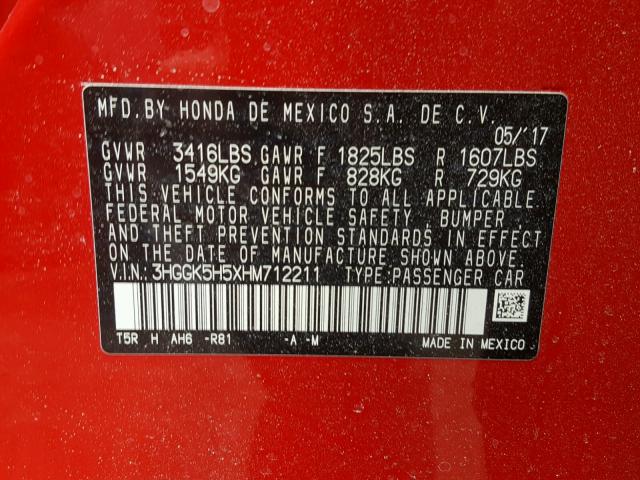 MFD. BY HONDA DE MEXICO S.A. DE C.V.
05/'17
GVWR 3416LBS GAWR F 1825LBS R 1607LBS
GVWR 1549KG GAWR F 828KG R 729KG
THIS VEHICLE CONFORMS TO ALL APPLICABLE
FEDERAL MOTOR VEHICLE SAFETY, BUMPER,
AND THEFT PREVENTION STANDARDS IN EFFECT
ON THE DATE OF MANUFACTURE SHOWN ABOVE.
V.I.N: 3HGGK5H5XHM712211 TYPE:PASSENGER CAR
T5R H AH6 -R81 -A -M MADE IN MEXICO